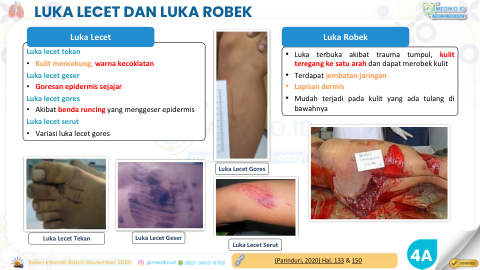 LUKA LECET DAN LUKA ROBEK
Luka Lecet
Luka lecet tekan
• Kulit mencekung, warna kecoklatan
Luka lecet geser
• Goresan epidermis sejajar
Luka lecet gores
• Akibat benda runcing yang menggeser epidermis
Luka lecet serut
• Variasi luka lecet gores
Luka Lecet Tekan
Luka Lecet Geser
Luka Lecet Gores
Luka Lecet Serut
Luka Robek
• Luka terbuka akibat trauma tumpul, kulit
teregang ke satu arah dan dapat merobek kulit
• Terdapat jembatan jaringan
• Lapisan dermis
• Mudah terjadi pada kulit yang ada tulang di
bawahnya
(Parinduri, 2020) Hal. 133 & 150
4A